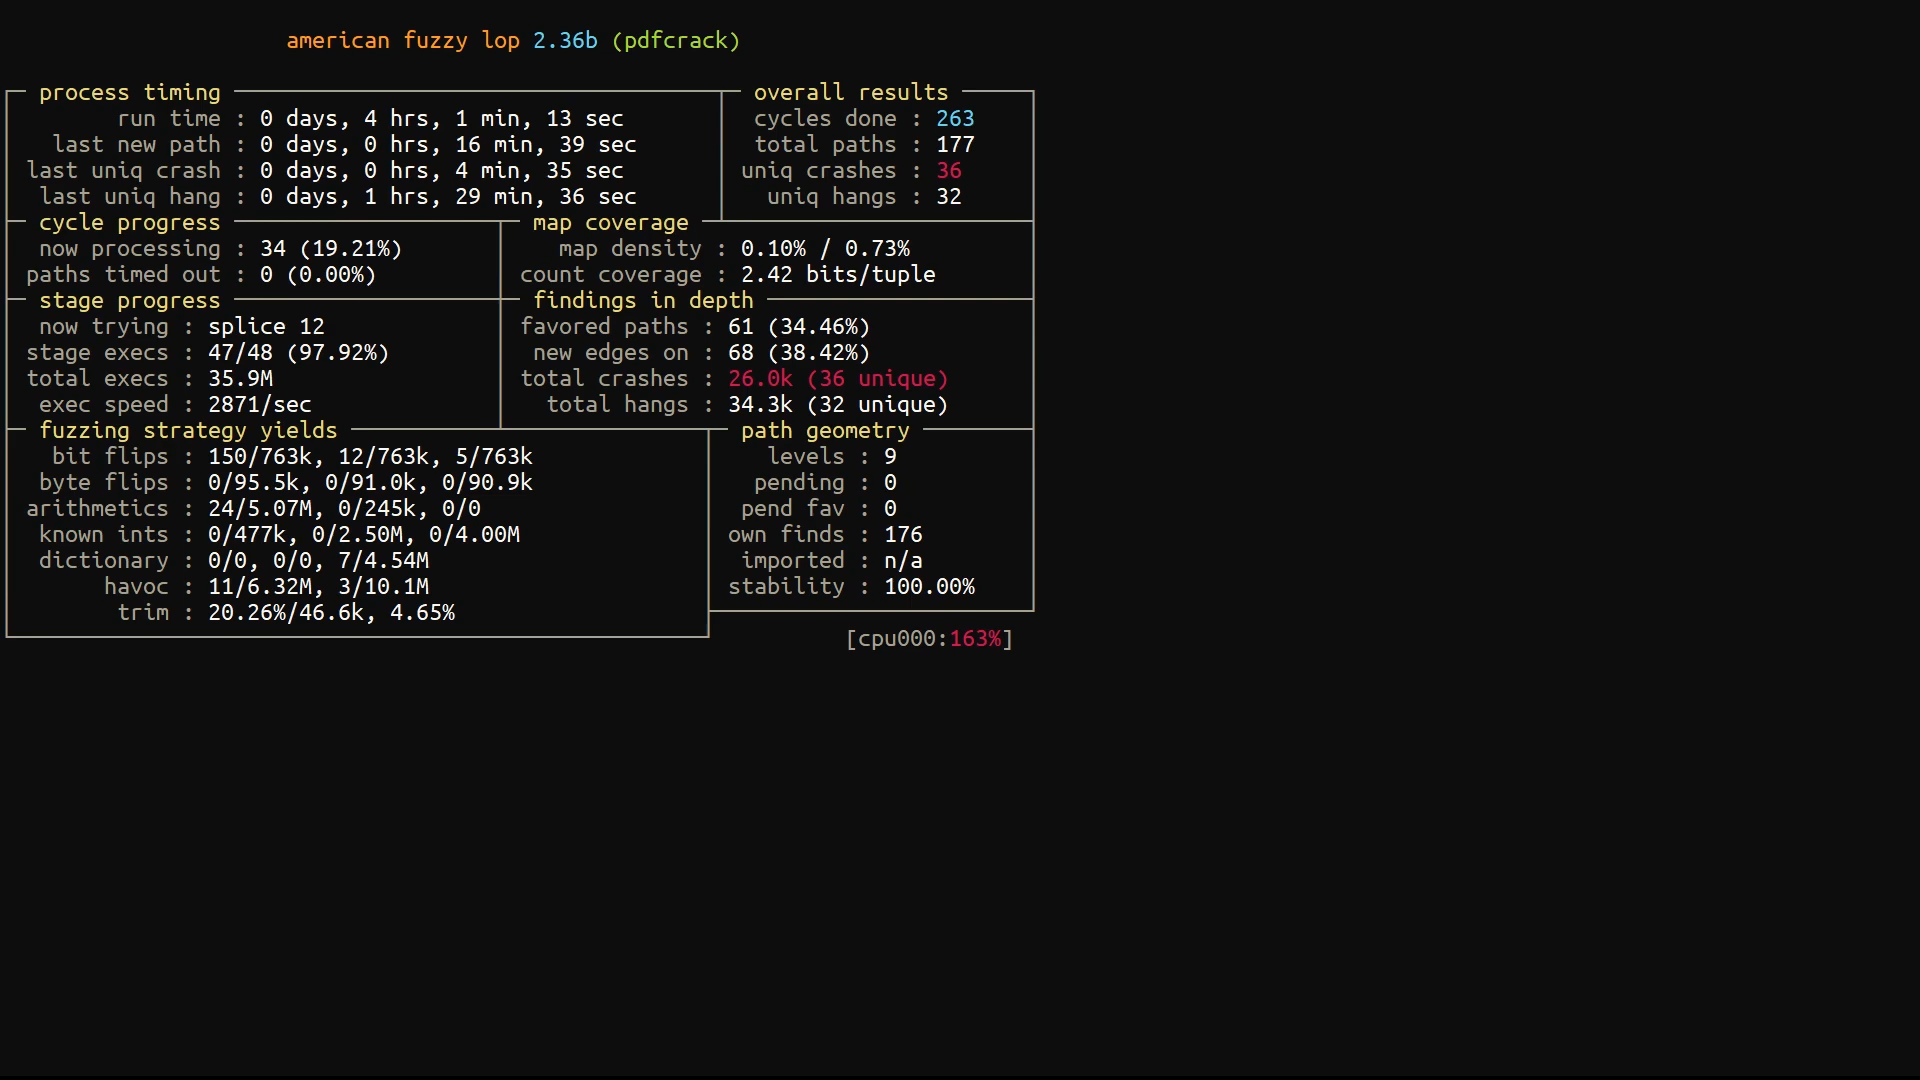 american fuzzy lop 2.36b (pdfcrack)
process timing overall results
run time : 0 days, 4 hrs, 1 min, 13 sec cycles done : 263
last new path : 0 days, 0 hrs, 16 min, 39 sec total paths : 177
last uniq crash : 0 days, 0 hrs, 4 min, 35 sec uniq crashes : 36
last uniq hang : 0 days, 1 hrs, 29 min, 36 sec uniq hangs : 32
cycle progress map coverage
now processing : 34 (19.21%) map density : 0.10% / 0.73%
paths timed out : 0 (0.00%) count coverage : 2.42 bits/tuple
stage progress findings in depth
now trying : splice 12 favored paths : 61 (34.46%)
stage execs : 47/48 (97.92%) new edges on : 68 (38.42%)
total execs : 35.9M total crashes : 26.0k (36 unique)
exec speed : 2871/sec total hangs : 34.3k (32 unique)
fuzzing strategy yields path geometry
bit flips : 150/763k, 12/763k, 5/763k levels : 9
byte flips : 0/95.5k, 0/91.0k, 0/90.9k pending : 0
arithmetics : 24/5.07M, 0/245k, 0/0 pend fav : 0
known ints : 0/477k, 0/2.50M, 0/4.00M own finds : 176
dictionary : 0/0, 0/0, 7/4.54M imported : n/a
havoc : 11/6.32M, 3/10.1M stability : 100.00%
trim : 20.26%/46.6k, 4.65%
[cpu000:163%]